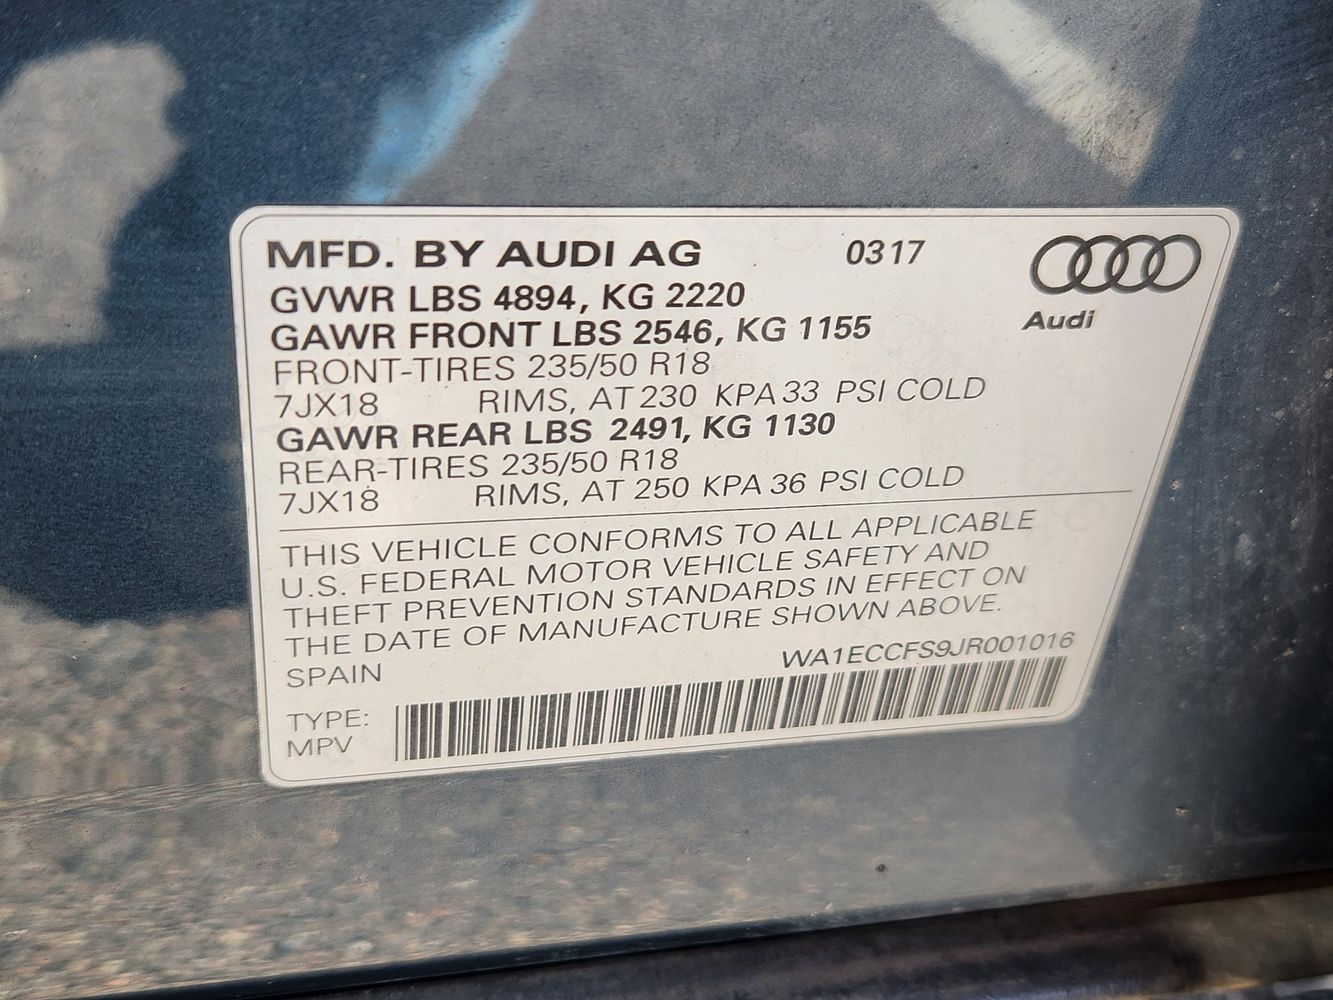 MFD. BY AUDI AG 0317
GVWR LBS 4894, KG 2220
GAWR FRONT LBS 2546, KG 1155
Audi
FRONT-TIRES 235/50 R18
7JX18 RIMS, AT 230 KPA 33 PSI COLD
GAWR REAR LBS 2491, KG 1130
REAR-TIRES 235/50 R18
7JX18 RIMS, AT 250 KPA 36 PSI COLD
THIS VEHICLE CONFORMS TO ALL APPLICABLE
U.S. FEDERAL MOTOR VEHICLE SAFETY AND
THEFT PREVENTION STANDARDS IN EFFECT ON
THE DATE OF MANUFACTURE SHOWN ABOVE.
SPAIN WA1ECCFS9JR001016
TYPE:
MPV